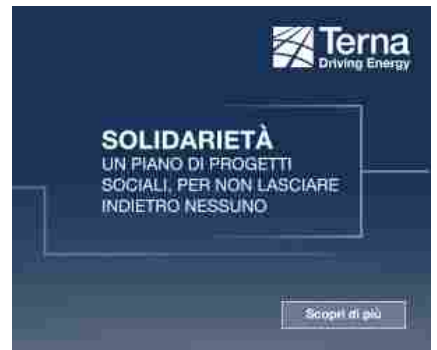 Terna
Driving Energy
SOLIDARIETÀ
UN PIANO DI PROGETTI
SOCIALI, PER NON LASCIARE
INDIETRO NESSUNO
Scopri di più